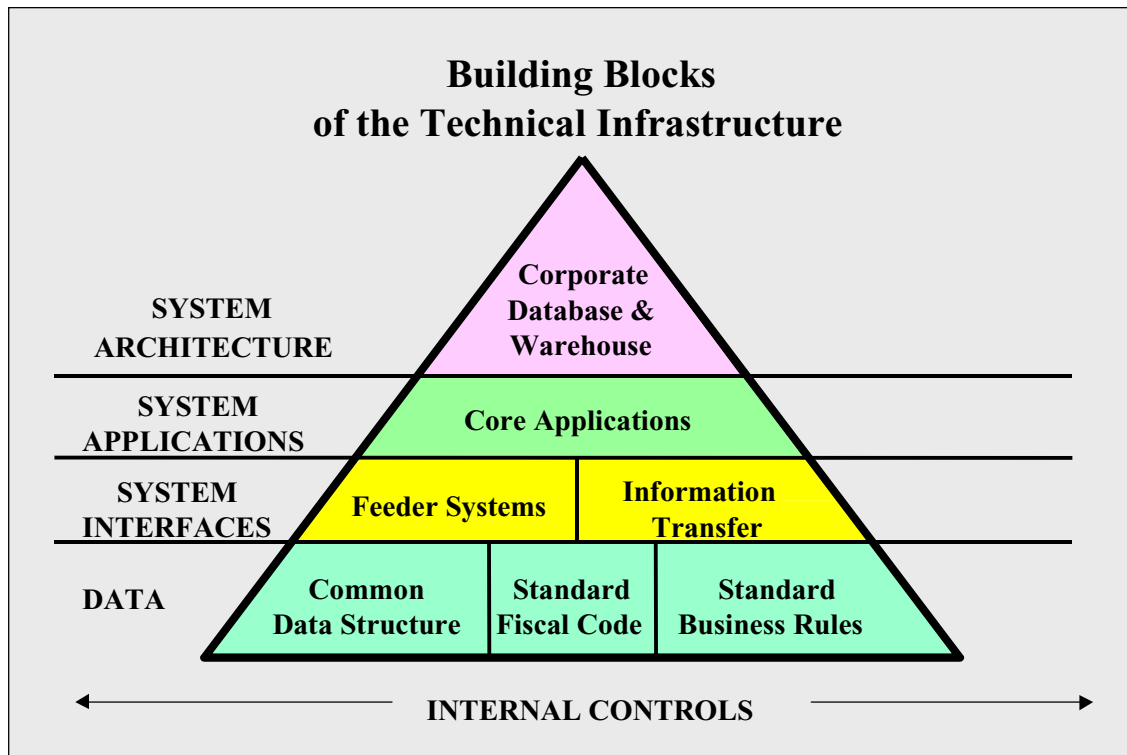 Building Blocks
of the Technical Infrastructure
SYSTEM
ARCHITECTURE
Corporate
Database &
Warehouse
SYSTEM
APPLICATIONS
Core Applications
SYSTEM
INTERFACES
Feeder Systems
Information
Transfer
DATA
Common
Data Structure
Standard
Fiscal Code
Standard
Business Rules
INTERNAL CONTROLS